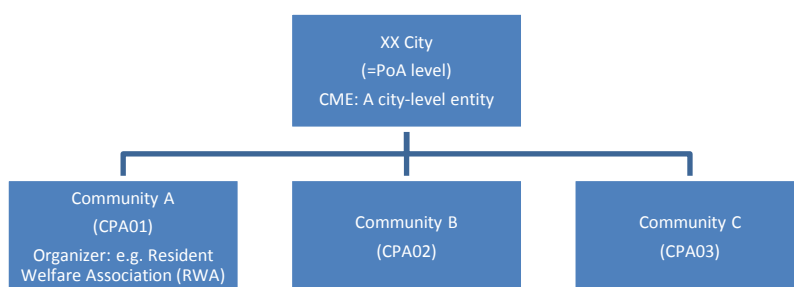 XX City
(=PoA level)
CME: A city-level entity
Community A
(CPA01)
Organizer: e.g. Resident
Welfare Association (RWA)
Community B
(CPA02)
Community C
(CPA03)